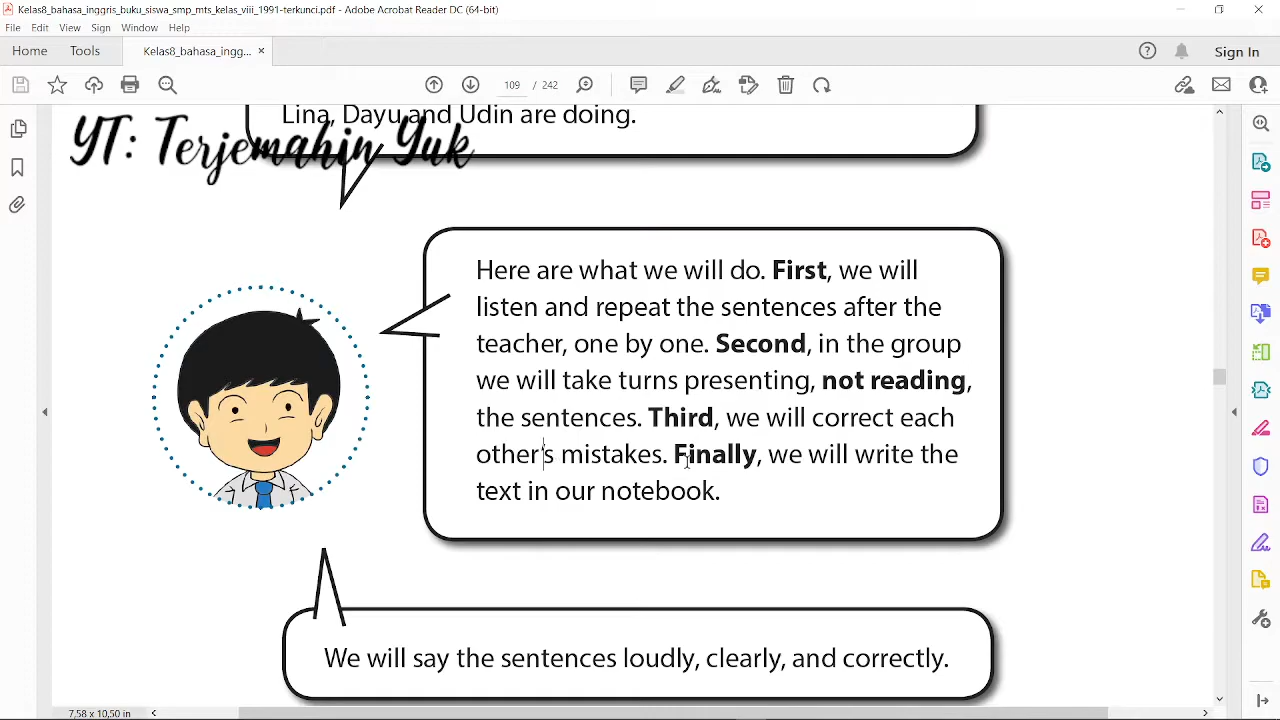 Kelas8_bahasa_inggris_buku_siswa_smp_mts_kelas_viii_1991-terkunci.pdf - Adobe Acrobat Reader DC (64-bit)
File Edit View Sign Window Help
Home Tools Kelas8_bahasa_ingg... × Sign In
109 / 242
Lina, Dayu and Udin are doing.
YT: Terjemahin Yuk
Here are what we will do. First, we will
listen and repeat the sentences after the
teacher, one by one. Second, in the group
we will take turns presenting, not reading,
the sentences. Third, we will correct each
other's mistakes. Finally, we will write the
text in our notebook.
We will say the sentences loudly, clearly, and correctly.
7,58 x 10,50 in